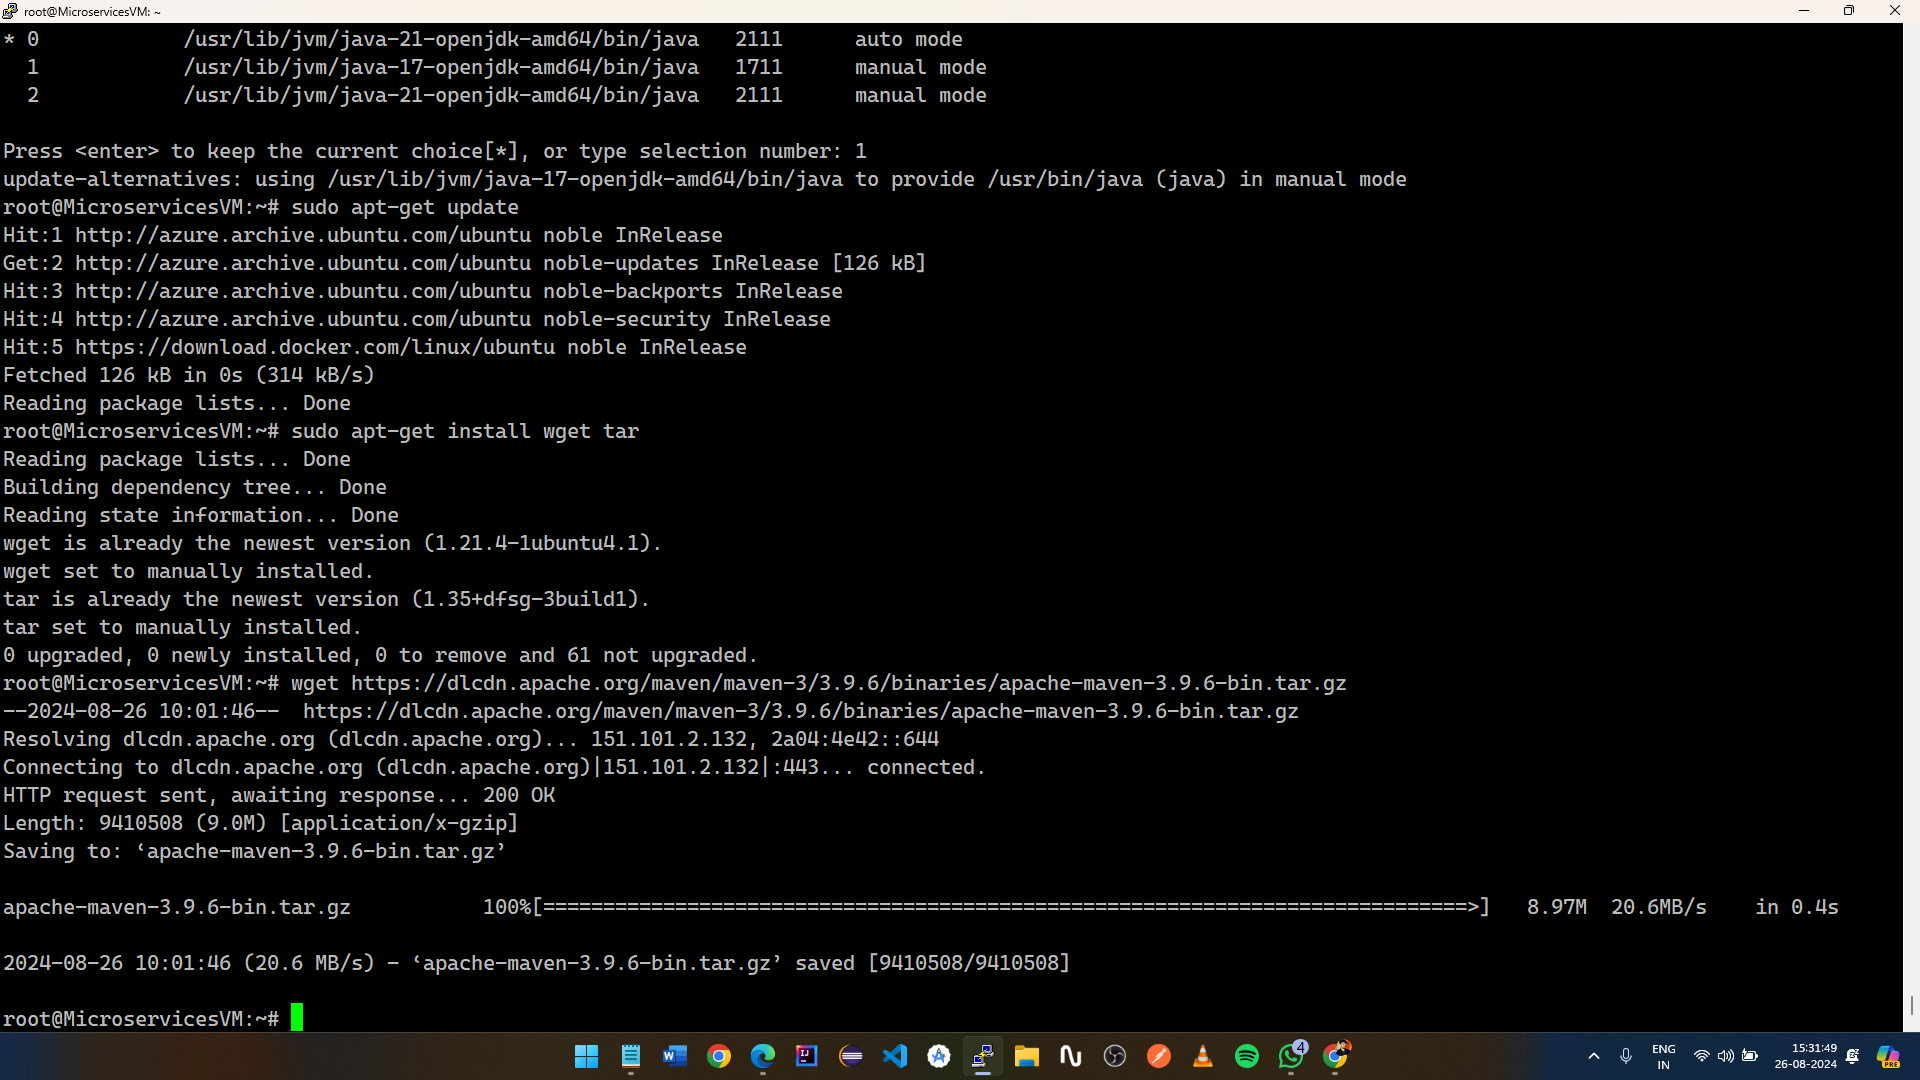 root@MicroservicesVM: ~
* 0            /usr/lib/jvm/java-21-openjdk-amd64/bin/java   2111      auto mode
  1            /usr/lib/jvm/java-17-openjdk-amd64/bin/java   1711      manual mode
  2            /usr/lib/jvm/java-21-openjdk-amd64/bin/java   2111      manual mode
Press <enter> to keep the current choice[*], or type selection number: 1
update-alternatives: using /usr/lib/jvm/java-17-openjdk-amd64/bin/java to provide /usr/bin/java (java) in manual mode
root@MicroservicesVM:~# sudo apt-get update
Hit:1 http://azure.archive.ubuntu.com/ubuntu noble InRelease
Get:2 http://azure.archive.ubuntu.com/ubuntu noble-updates InRelease [126 kB]
Hit:3 http://azure.archive.ubuntu.com/ubuntu noble-backports InRelease
Hit:4 http://azure.archive.ubuntu.com/ubuntu noble-security InRelease
Hit:5 https://download.docker.com/linux/ubuntu noble InRelease
Fetched 126 kB in 0s (314 kB/s)
Reading package lists... Done
root@MicroservicesVM:~# sudo apt-get install wget tar
Reading package lists... Done
Building dependency tree... Done
Reading state information... Done
wget is already the newest version (1.21.4-1ubuntu4.1).
wget set to manually installed.
tar is already the newest version (1.35+dfsg-3build1).
tar set to manually installed.
0 upgraded, 0 newly installed, 0 to remove and 61 not upgraded.
root@MicroservicesVM:~# wget https://dlcdn.apache.org/maven/maven-3/3.9.6/binaries/apache-maven-3.9.6-bin.tar.gz
--2024-08-26 10:01:46--  https://dlcdn.apache.org/maven/maven-3/3.9.6/binaries/apache-maven-3.9.6-bin.tar.gz
Resolving dlcdn.apache.org (dlcdn.apache.org)... 151.101.2.132, 2a04:4e42::644
Connecting to dlcdn.apache.org (dlcdn.apache.org)|151.101.2.132|:443... connected.
HTTP request sent, awaiting response... 200 OK
Length: 9410508 (9.0M) [application/x-gzip]
Saving to: ‘apache-maven-3.9.6-bin.tar.gz’
apache-maven-3.9.6-bin.tar.gz           100%[=============================================================================>]   8.97M  20.6MB/s    in 0.4s
2024-08-26 10:01:46 (20.6 MB/s) - ‘apache-maven-3.9.6-bin.tar.gz’ saved [9410508/9410508]
root@MicroservicesVM:~#
4
ENG
IN
15:31:49
26-08-2024
PRE